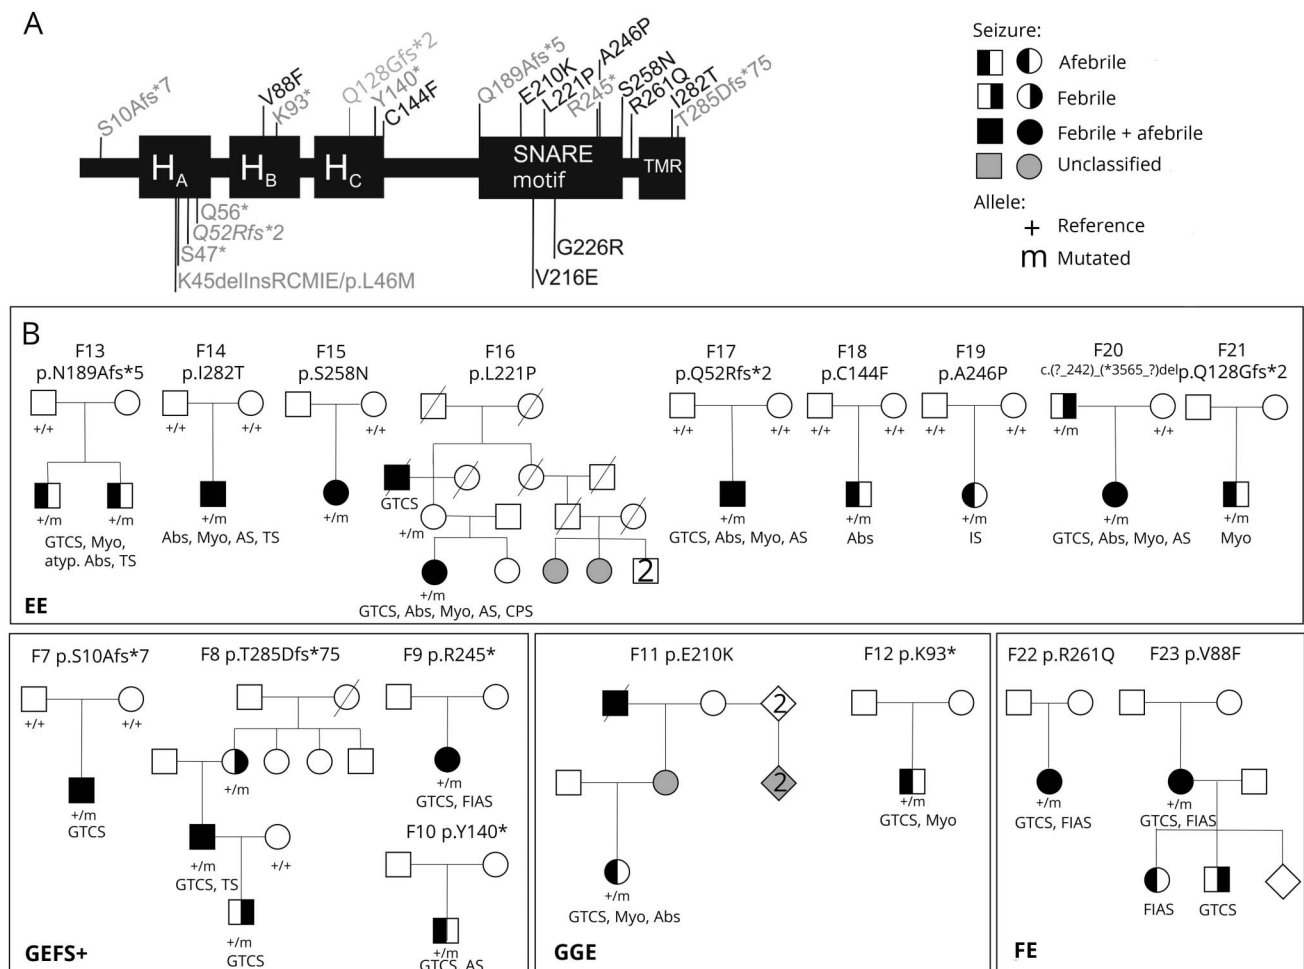 A
S10Afs*7
V88F
K93*
Q128Gfs*2
Y140*
C144F
Q189Afs*5
E210K
L221P
R245*
A246P
S258N
R261Q
I282T
T285Dfs*75
HA
HB
HC
SNARE
motif
TMR
Q56*
Q52Rfs*2
S47*
K45delInsRCMIE/p.L46M
G226R
V216E
Seizure:
Afebrile
Febrile
Febrile + afebrile
Unclassified
Allele:
+ Reference
m Mutated
B
F13
p.N189Afs*5
+/+
+/m
+/m
GTCS, Myo,
atyp. Abs, TS
F14
p.I282T
+/+
+/+
+/m
Abs, Myo, AS, TS
F15
p.S258N
+/+
+/m
F16
p.L221P
GTCS
+/m
2
+/m
GTCS, Abs, Myo, AS, CPS
F17
p.Q52Rfs*2
+/+
+/+
+/m
GTCS, Abs, Myo, AS
F18
p.C144F
+/+
+/+
+/m
Abs
F19
p.A246P
+/+
+/+
+/m
IS
F20
c.(?_242)_(*3565_?)del
+/m
+/+
+/m
GTCS, Abs, Myo, AS
F21
p.Q128Gfs*2
+/m
Myo
EE
F7 p.S10Afs*7
+/+
+/+
+/m
GTCS
F8 p.T285Dfs*75
+/m
+/m
+/+
GTCS, TS
+/m
GTCS
F9 p.R245*
+/m
GTCS, FIAS
F10 p.Y140*
+/m
GTCS, AS
GEFS+
F11 p.E210K
2
2
+/m
GTCS, Myo, Abs
F12 p.K93*
+/m
GTCS, Myo
GGE
F22 p.R261Q
+/m
GTCS, FIAS
F23 p.V88F
+/m
GTCS, FIAS
FIAS
GTCS
FE